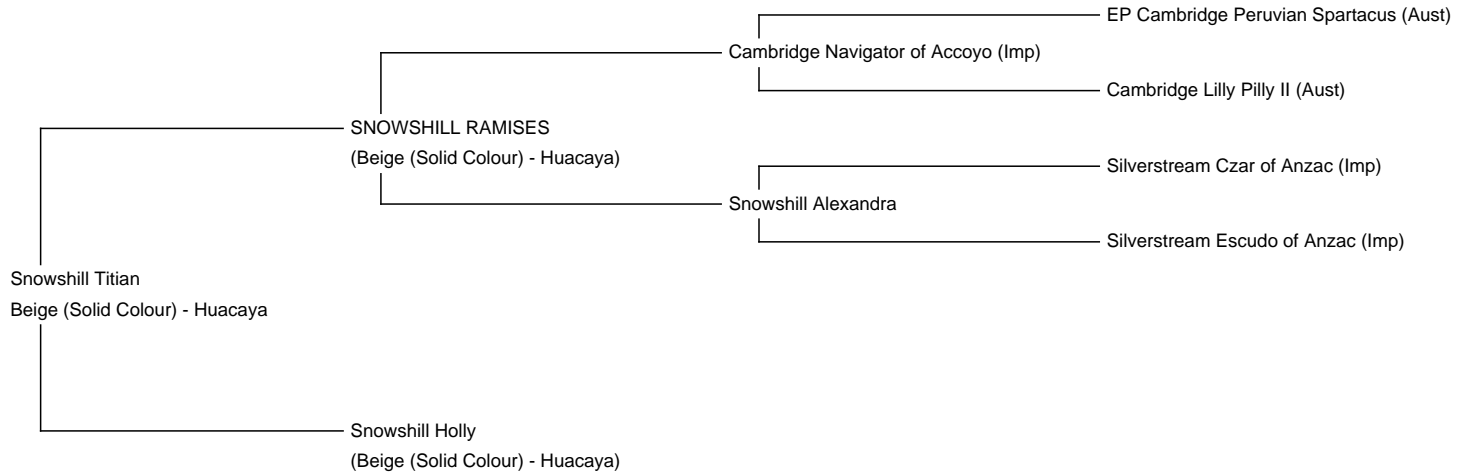 EP Cambridge Peruvian Spartacus (Aust)
Cambridge Navigator of Accoyo (Imp)
Cambridge Lilly Pilly II (Aust)
SNOWSHILL RAMISES
(Beige (Solid Colour) - Huacaya)
Silverstream Czar of Anzac (Imp)
Snowshill Alexandra
Silverstream Escudo of Anzac (Imp)
Snowshill Titian
Beige (Solid Colour) - Huacaya
Snowshill Holly
(Beige (Solid Colour) - Huacaya)